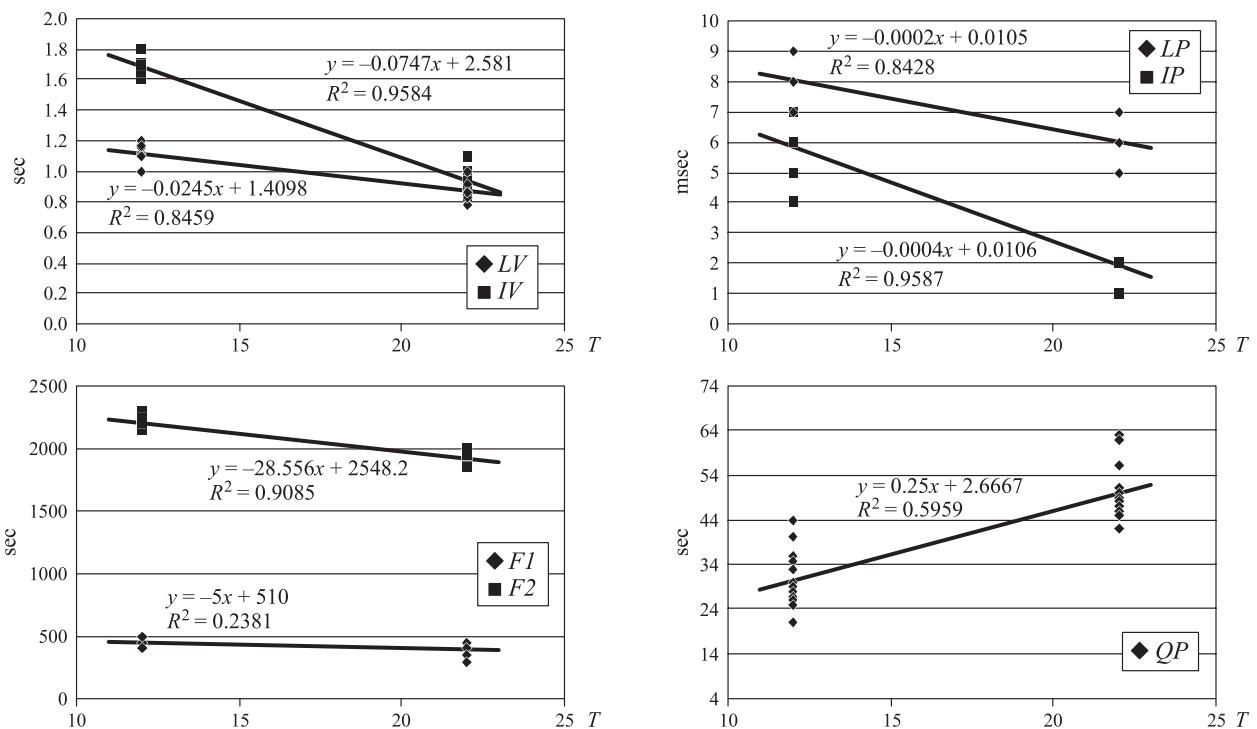 2.0
1.8
1.6
1.4
1.2
1.0
0.8
0.6
0.4
0.2
0.0
sec
y = –0.0747x + 2.581
R² = 0.9584
y = –0.0245x + 1.4098
R² = 0.8459
LV
IV
10 15 20 25 T
10
9
8
7
6
5
4
3
2
1
0
msec
y = –0.0002x + 0.0105
R² = 0.8428
LP
IP
y = –0.0004x + 0.0106
R² = 0.9587
10 15 20 25 T
2500
2000
1500
1000
500
0
sec
y = –28.556x + 2548.2
R² = 0.9085
F1
F2
y = –5x + 510
R² = 0.2381
10 15 20 25 T
74
64
54
44
34
24
14
4
sec
y = 0.25x + 2.6667
R² = 0.5959
QP
10 15 20 25 T